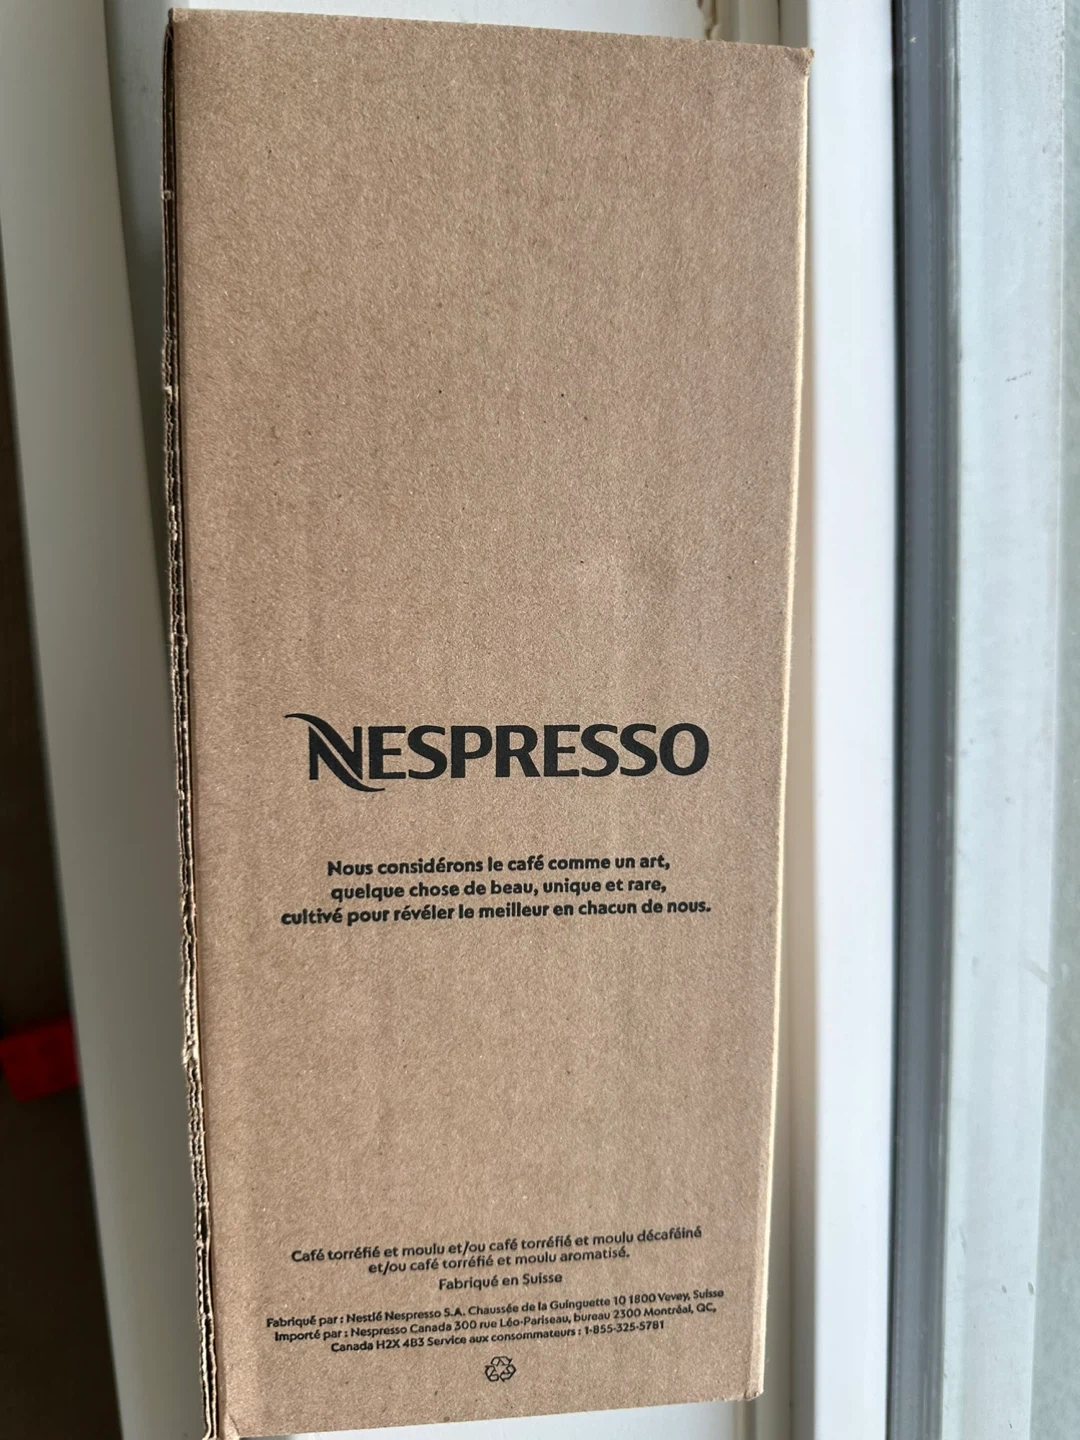 NESPRESSO
Nous considérons le café comme un art,
quelque chose de beau, unique et rare,
cultivé pour révéler le meilleur en chacun de nous.
Café torréfié et moulu et/ou café torréfié et moulu décaféiné
et/ou café torréfié et moulu aromatisé.
Fabriqué en Suisse
Fabriqué par : Nestlé Nespresso S.A. Chaussée de la Guinguette 10 1800 Vevey, Suisse
Importé par : Nespresso Canada 300 rue Léo-Pariseau, bureau 2300 Montréal, QC,
Canada H2X 4B3 Service aux consommateurs : 1-855-325-5781